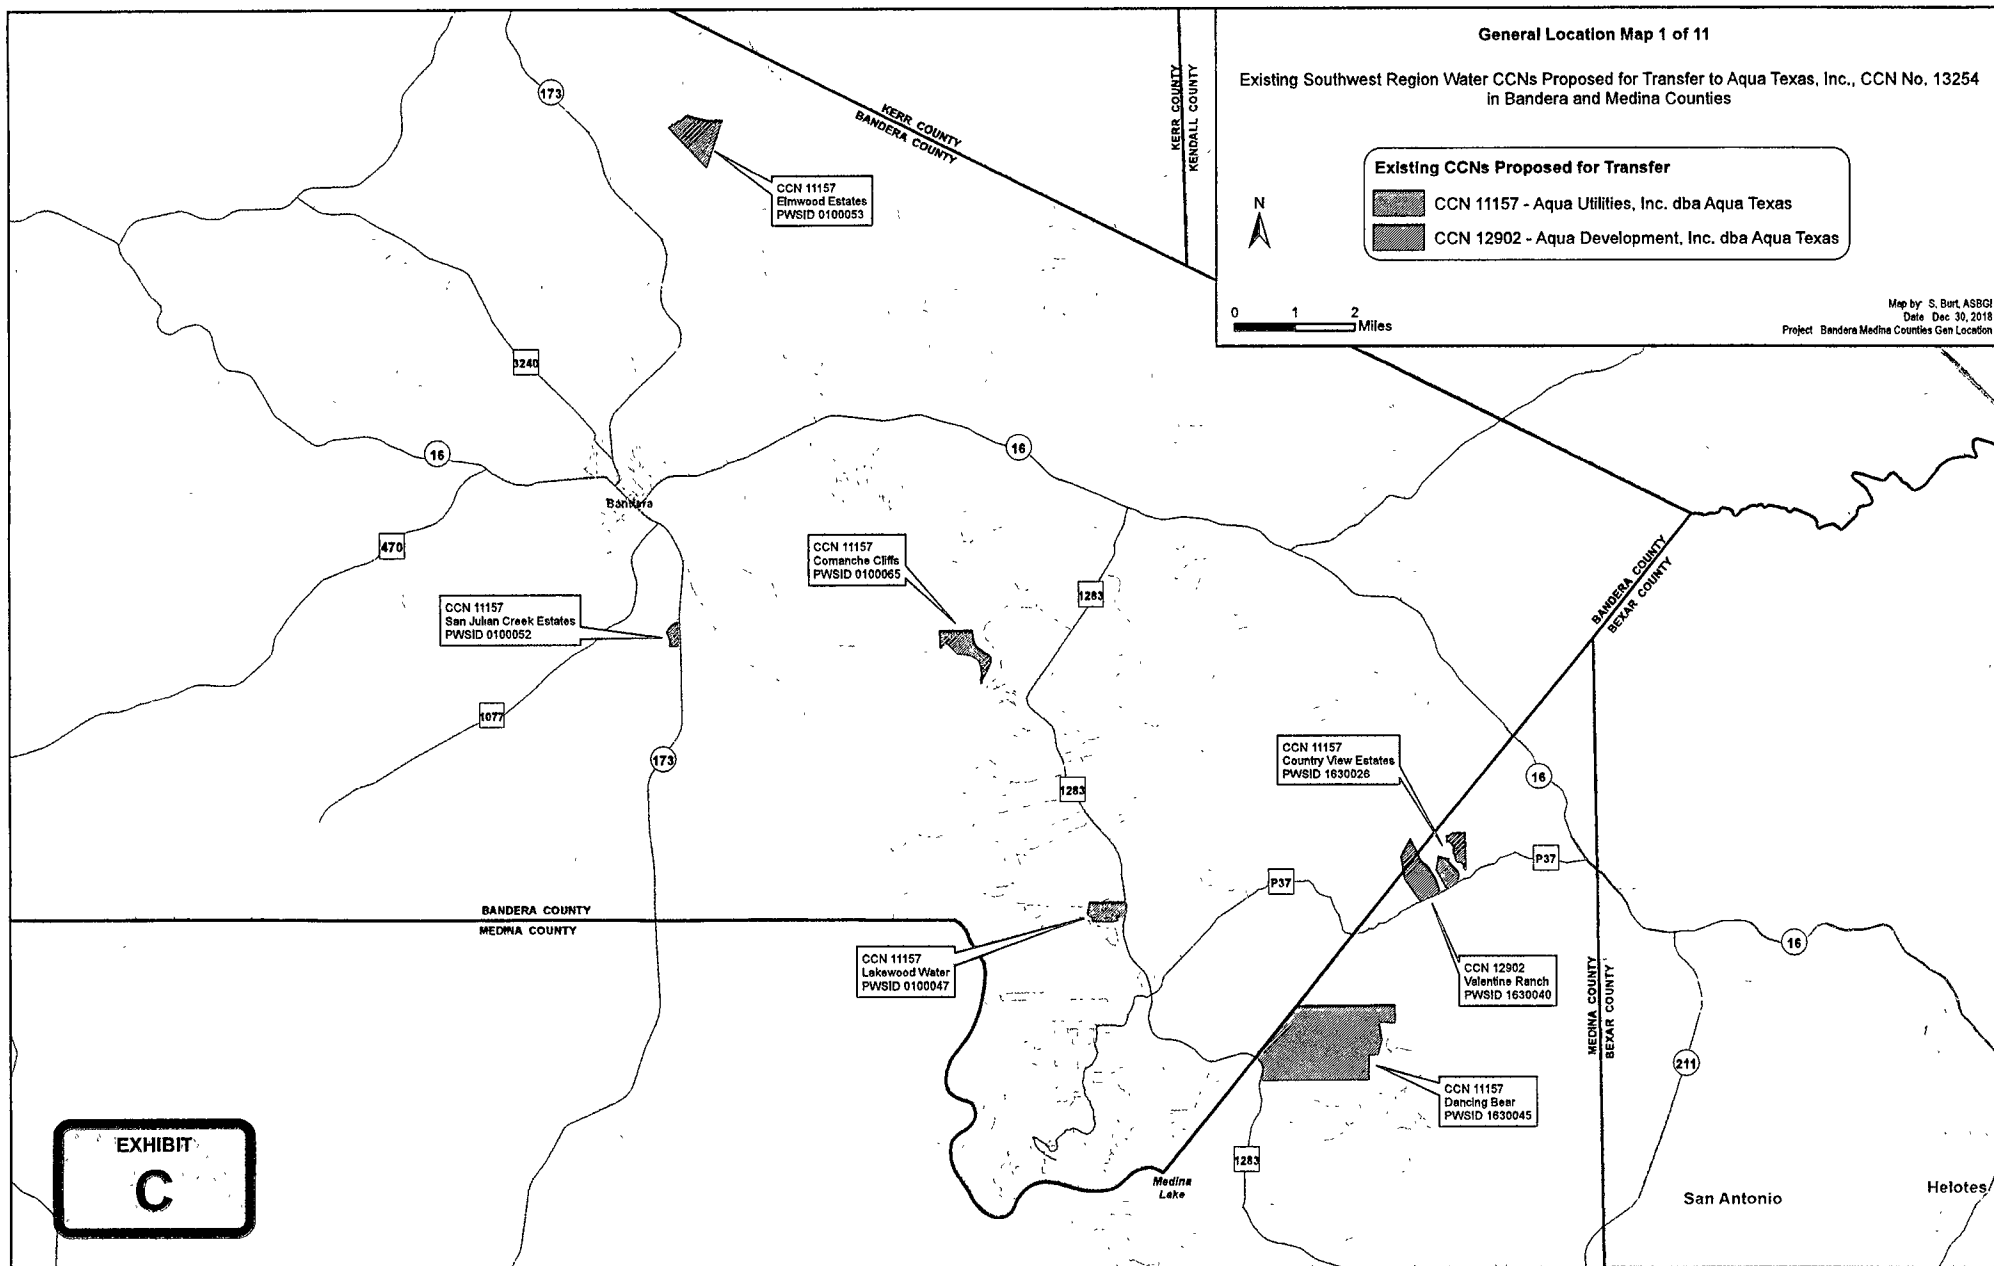 General Location Map 1 of 11
Existing Southwest Region Water CCNs Proposed for Transfer to Aqua Texas, Inc., CCN No. 13254
in Bandera and Medina Counties
Existing CCNs Proposed for Transfer
CCN 11157 - Aqua Utilities, Inc. dba Aqua Texas
CCN 12902 - Aqua Development, Inc. dba Aqua Texas
N
0 1 2
Miles
Map by S. Burt, ASBGI
Date Dec 30, 2018
Project Bandera Medina Counties Gen Location
KERR COUNTY
KENDALL COUNTY
KERR COUNTY
BANDERA COUNTY
173
CCN 11157
Elmwood Estates
PWSID 0100053
3240
16
16
Bandera
470
CCN 11157
Comanche Cliffs
PWSID 0100065
1283
BANDERA COUNTY
BEXAR COUNTY
CCN 11157
San Julian Creek Estates
PWSID 0100052
1077
173
CCN 11157
Country View Estates
PWSID 1630026
16
1283
P37
P37
BANDERA COUNTY
MEDINA COUNTY
CCN 11157
Lakewood Water
PWSID 0100047
CCN 12902
Valentine Ranch
PWSID 1630040
16
MEDINA COUNTY
BEXAR COUNTY
211
CCN 11157
Dancing Bear
PWSID 1630045
1283
Medina
Lake
San Antonio
Helotes
EXHIBIT
C